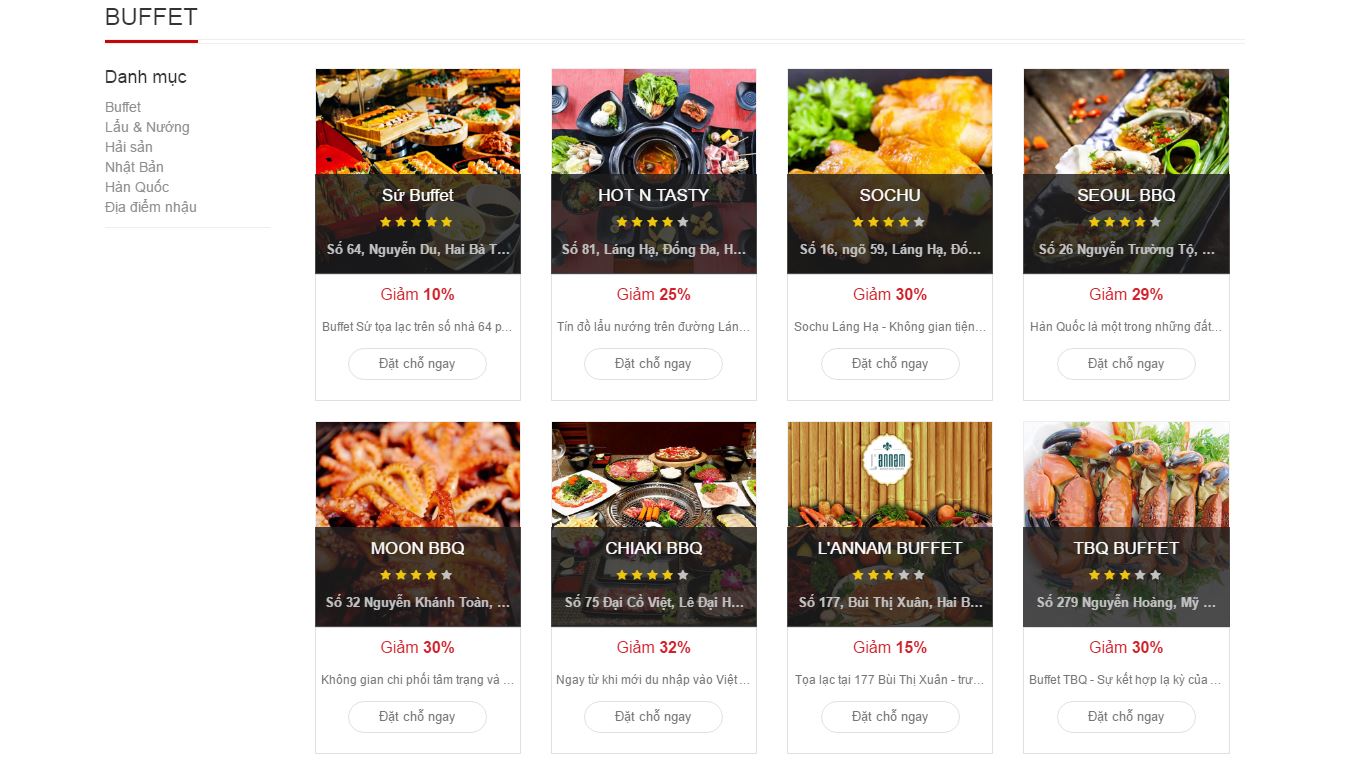 BUFFET
Danh mục
Buffet
Lẩu & Nướng
Hải sản
Nhật Bản
Hàn Quốc
Địa điểm nhậu
Sứ Buffet
Số 64, Nguyễn Du, Hai Bà T...
Giảm 10%
Buffet Sứ tọa lạc trên số nhà 64 p...
Đặt chỗ ngay
HOT N TASTY
Số 81, Láng Hạ, Đống Đa, H...
Giảm 25%
Tín đồ lẩu nướng trên đường Lán...
Đặt chỗ ngay
SOCHU
Số 16, ngõ 59, Láng Hạ, Đố...
Giảm 30%
Sochu Láng Hạ - Không gian tiện...
Đặt chỗ ngay
SEOUL BBQ
Số 26 Nguyễn Trường Tộ, ...
Giảm 29%
Hàn Quốc là một trong những đất...
Đặt chỗ ngay
MOON BBQ
Số 32 Nguyễn Khánh Toàn, ...
Giảm 30%
Không gian chi phối tâm trạng và ...
Đặt chỗ ngay
CHIAKI BBQ
Số 75 Đại Cồ Việt, Lê Đại H...
Giảm 32%
Ngay từ khi mới du nhập vào Việt ...
Đặt chỗ ngay
ANNAM
L'ANNAM BUFFET
Số 177, Bùi Thị Xuân, Hai B...
Giảm 15%
Tọa lạc tại 177 Bùi Thị Xuân - trư...
Đặt chỗ ngay
TBQ BUFFET
Số 279 Nguyễn Hoàng, Mỹ ...
Giảm 30%
Buffet TBQ - Sự kết hợp lạ kỳ của ...
Đặt chỗ ngay